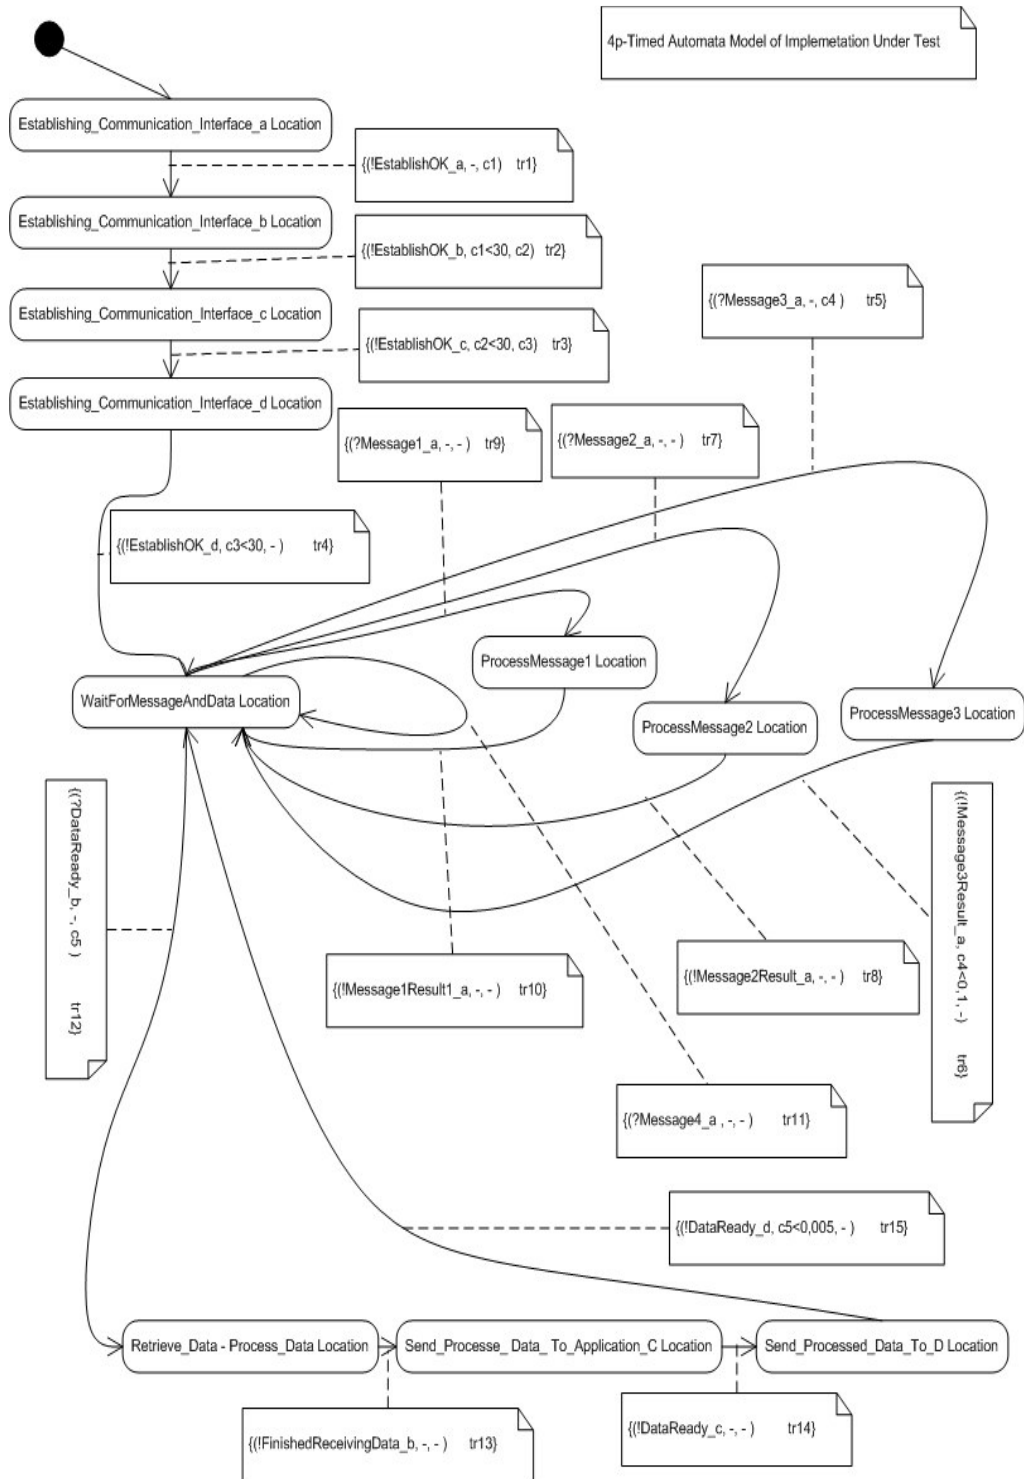 4p-Timed Automata Model of Implemetation Under Test
Establishing_Communication_Interface_a Location
{(!EstablishOK_a, -, c1) tr1}
Establishing_Communication_Interface_b Location
{(!EstablishOK_b, c1<30, c2) tr2}
Establishing_Communication_Interface_c Location
{(?Message3_a, -, c4 ) tr5}
{(!EstablishOK_c, c2<30, c3) tr3}
Establishing_Communication_Interface_d Location
{(?Message1_a, -, - ) tr9}
{(?Message2_a, -, - ) tr7}
{(!EstablishOK_d, c3<30, - ) tr4}
ProcessMessage1 Location
WaitForMessageAndData Location
ProcessMessage2 Location
ProcessMessage3 Location
{(?DataReady_b, -, c5 ) tr12}
{(!Message3Result_a, c4<0,1, -) tr6}
{(!Message1Result1_a, -, - ) tr10}
{(!Message2Result_a, -, - ) tr8}
{(?Message4_a , -, - ) tr11}
{(!DataReady_d, c5<0,005, - ) tr15}
Retrieve_Data - Process_Data Location
Send_Processe_ Data_ To_Application_C Location
Send_Processed_Data_To_D Location
{(!FinishedReceivingData_b, -, - ) tr13}
{(!DataReady_c, -, - ) tr14}